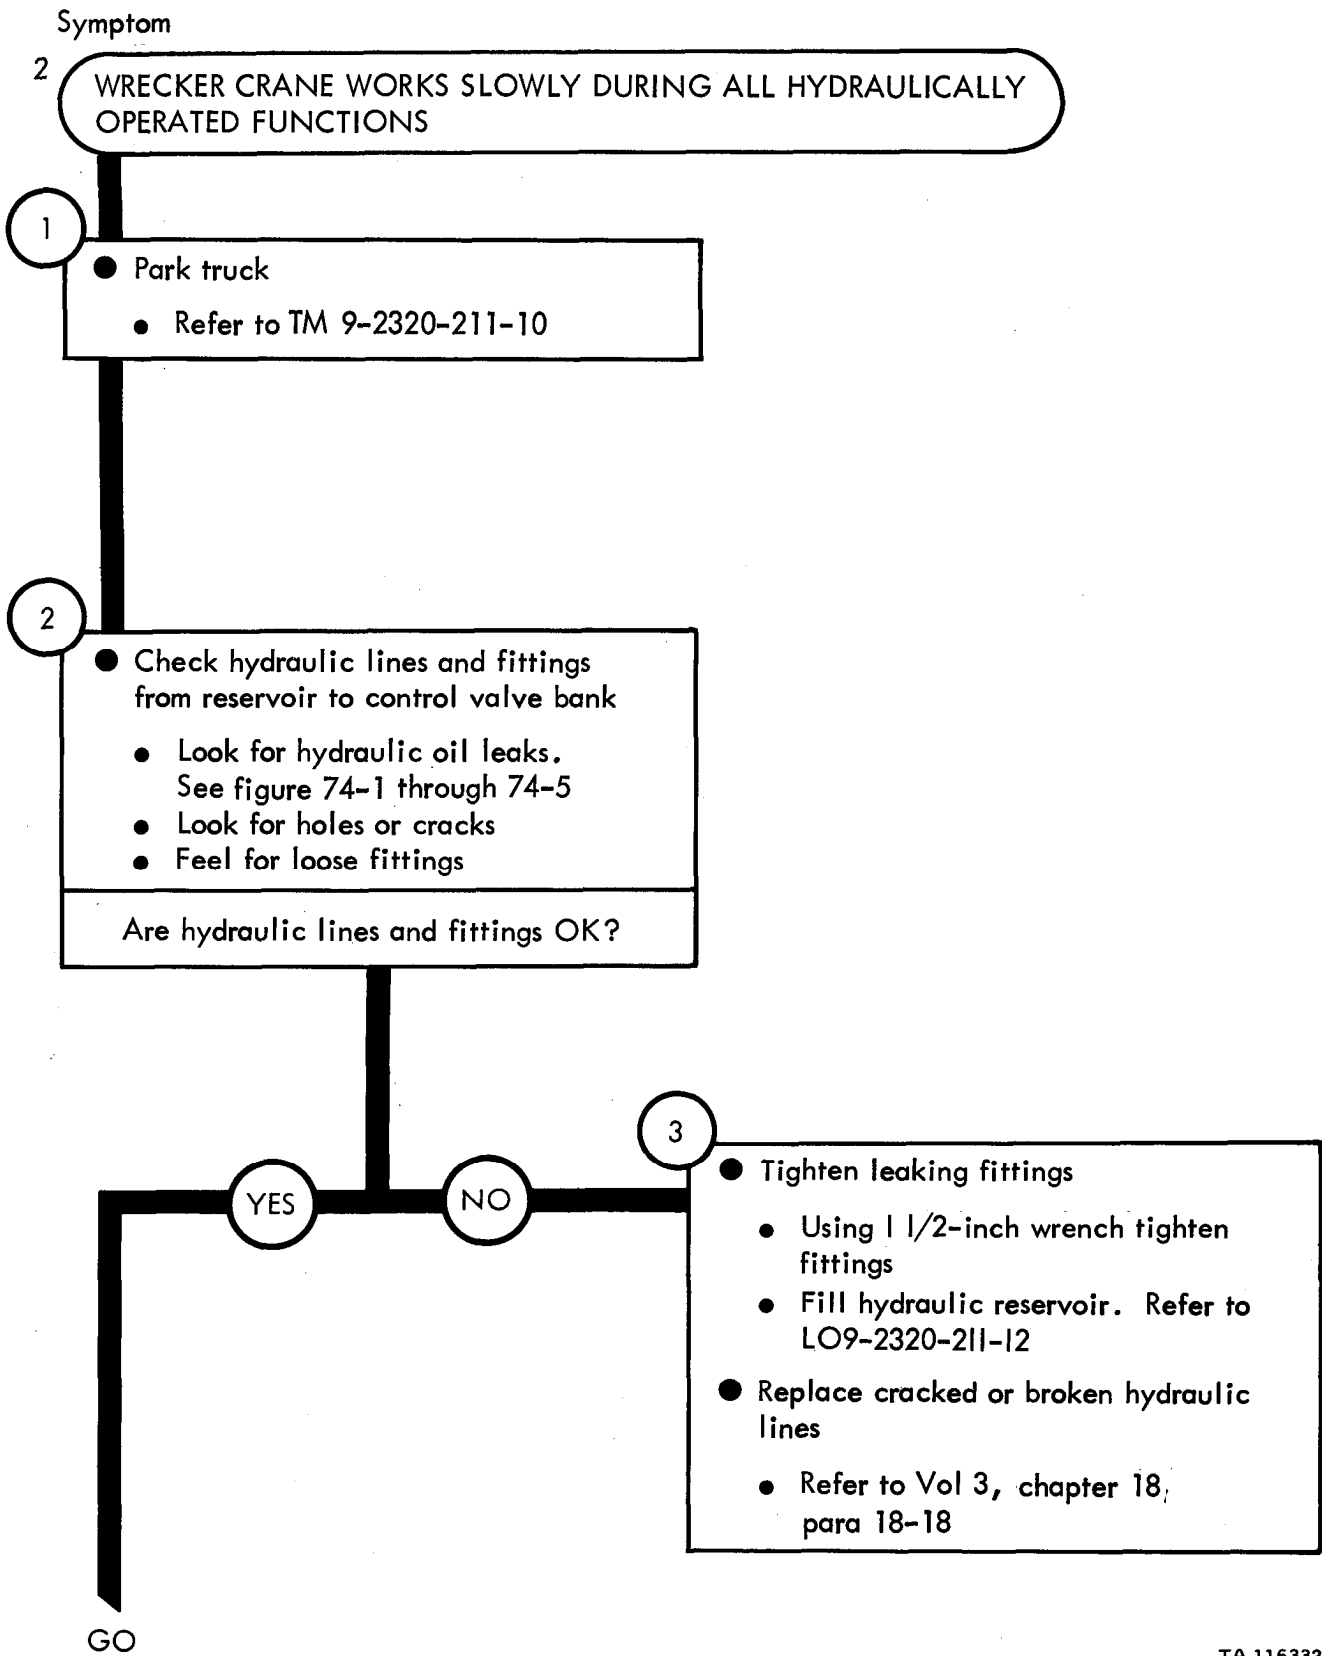 Symptom
2
WRECKER CRANE WORKS SLOWLY DURING ALL HYDRAULICALLY
OPERATED FUNCTIONS
1
● Park truck
● Refer to TM 9-2320-211-10
2
● Check hydraulic lines and fittings
from reservoir to control valve bank
● Look for hydraulic oil leaks.
See figure 74-1 through 74-5
● Look for holes or cracks
● Feel for loose fittings
Are hydraulic lines and fittings OK?
YES
NO
3
● Tighten leaking fittings
● Using 1 1/2-inch wrench tighten
fittings
● Fill hydraulic reservoir. Refer to
LO9-2320-211-12
● Replace cracked or broken hydraulic
lines
● Refer to Vol 3, chapter 18,
para 18-18
GO
TA 115332